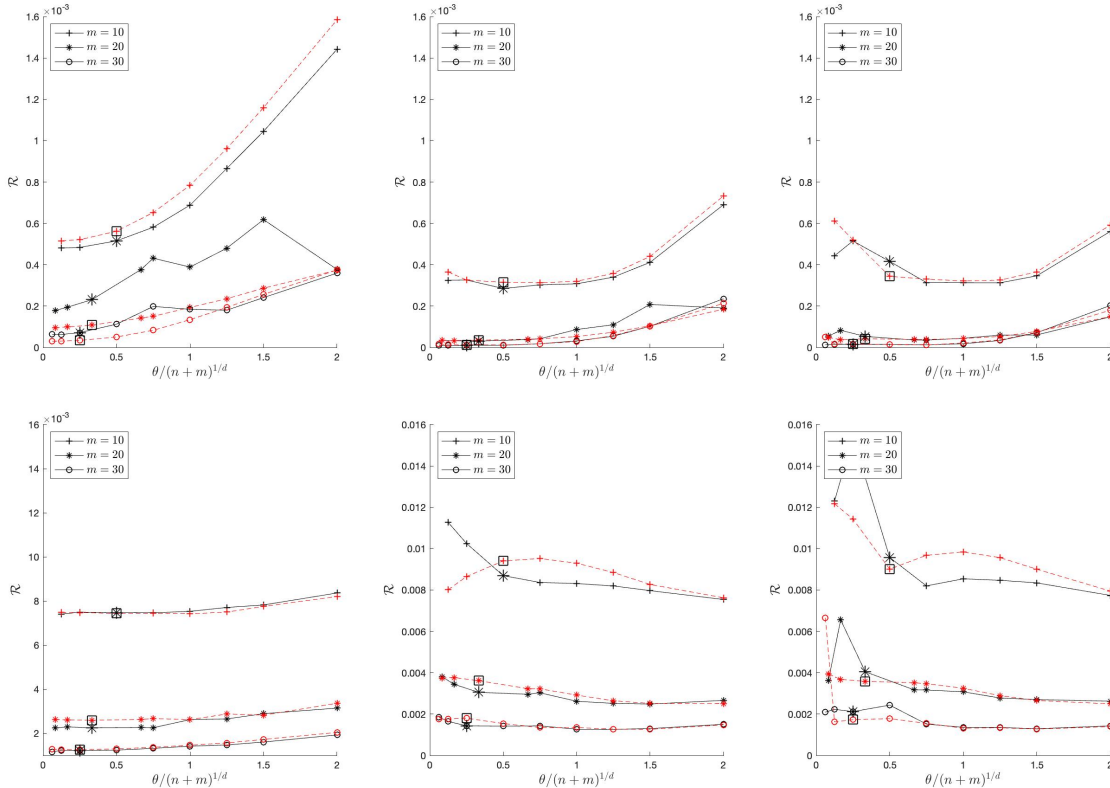 ×10⁻³
1.6
1.4
1.2
1
0.8
0.6
0.4
0.2
0
ℛ
m = 10
m = 20
m = 30
0 0.5 1 1.5 2
θ/(n + m)^{1/d}
×10⁻³
1.6
1.4
1.2
1
0.8
0.6
0.4
0.2
0
ℛ
m = 10
m = 20
m = 30
0 0.5 1 1.5 2
θ/(n + m)^{1/d}
×10⁻³
1.6
1.4
1.2
1
0.8
0.6
0.4
0.2
0
ℛ
m = 10
m = 20
m = 30
0 0.5 1 1.5 2
θ/(n + m)^{1/d}
×10⁻³
16
14
12
10
8
6
4
2
ℛ
m = 10
m = 20
m = 30
0 0.5 1 1.5 2
θ/(n + m)^{1/d}
0.016
0.014
0.012
0.01
0.008
0.006
0.004
0.002
0
ℛ
m = 10
m = 20
m = 30
0 0.5 1 1.5 2
θ/(n + m)^{1/d}
0.016
0.014
0.012
0.01
0.008
0.006
0.004
0.002
0
ℛ
m = 10
m = 20
m = 30
0 0.5 1 1.5 2
θ/(n + m)^{1/d}